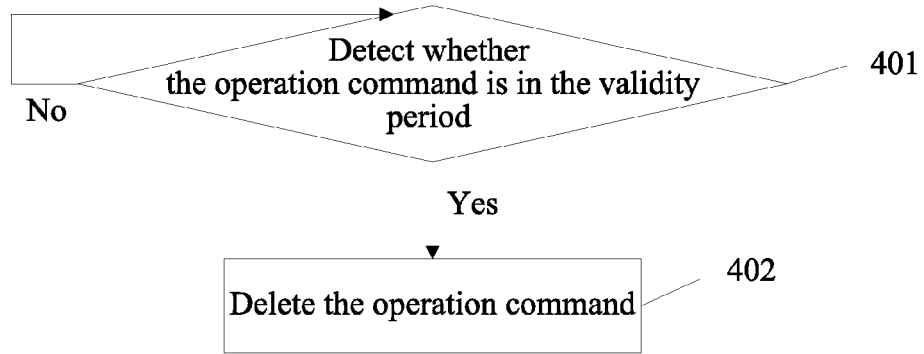 Detect whether
the operation command is in the validity
period
401
No
Yes
402
Delete the operation command